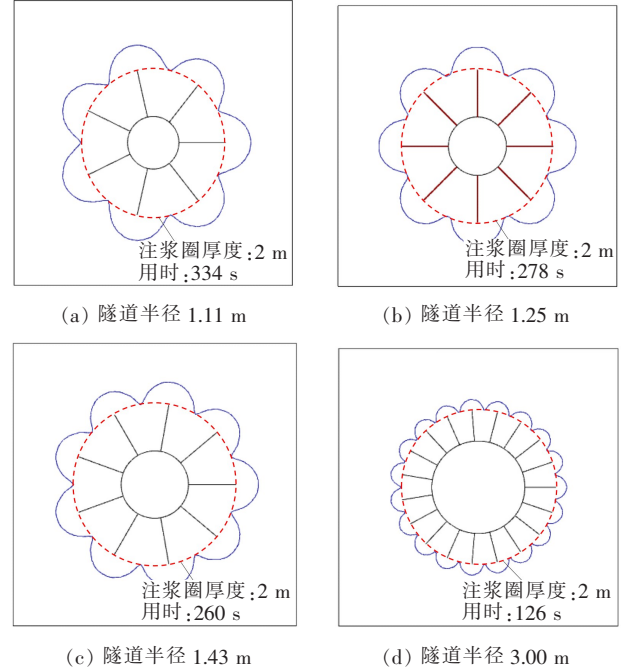 注浆圈厚度:2 m
用时:334 s
(a) 隧道半径 1.11 m
注浆圈厚度:2 m
用时:278 s
(b) 隧道半径 1.25 m
注浆圈厚度:2 m
用时:260 s
(c) 隧道半径 1.43 m
注浆圈厚度:2 m
用时:126 s
(d) 隧道半径 3.00 m